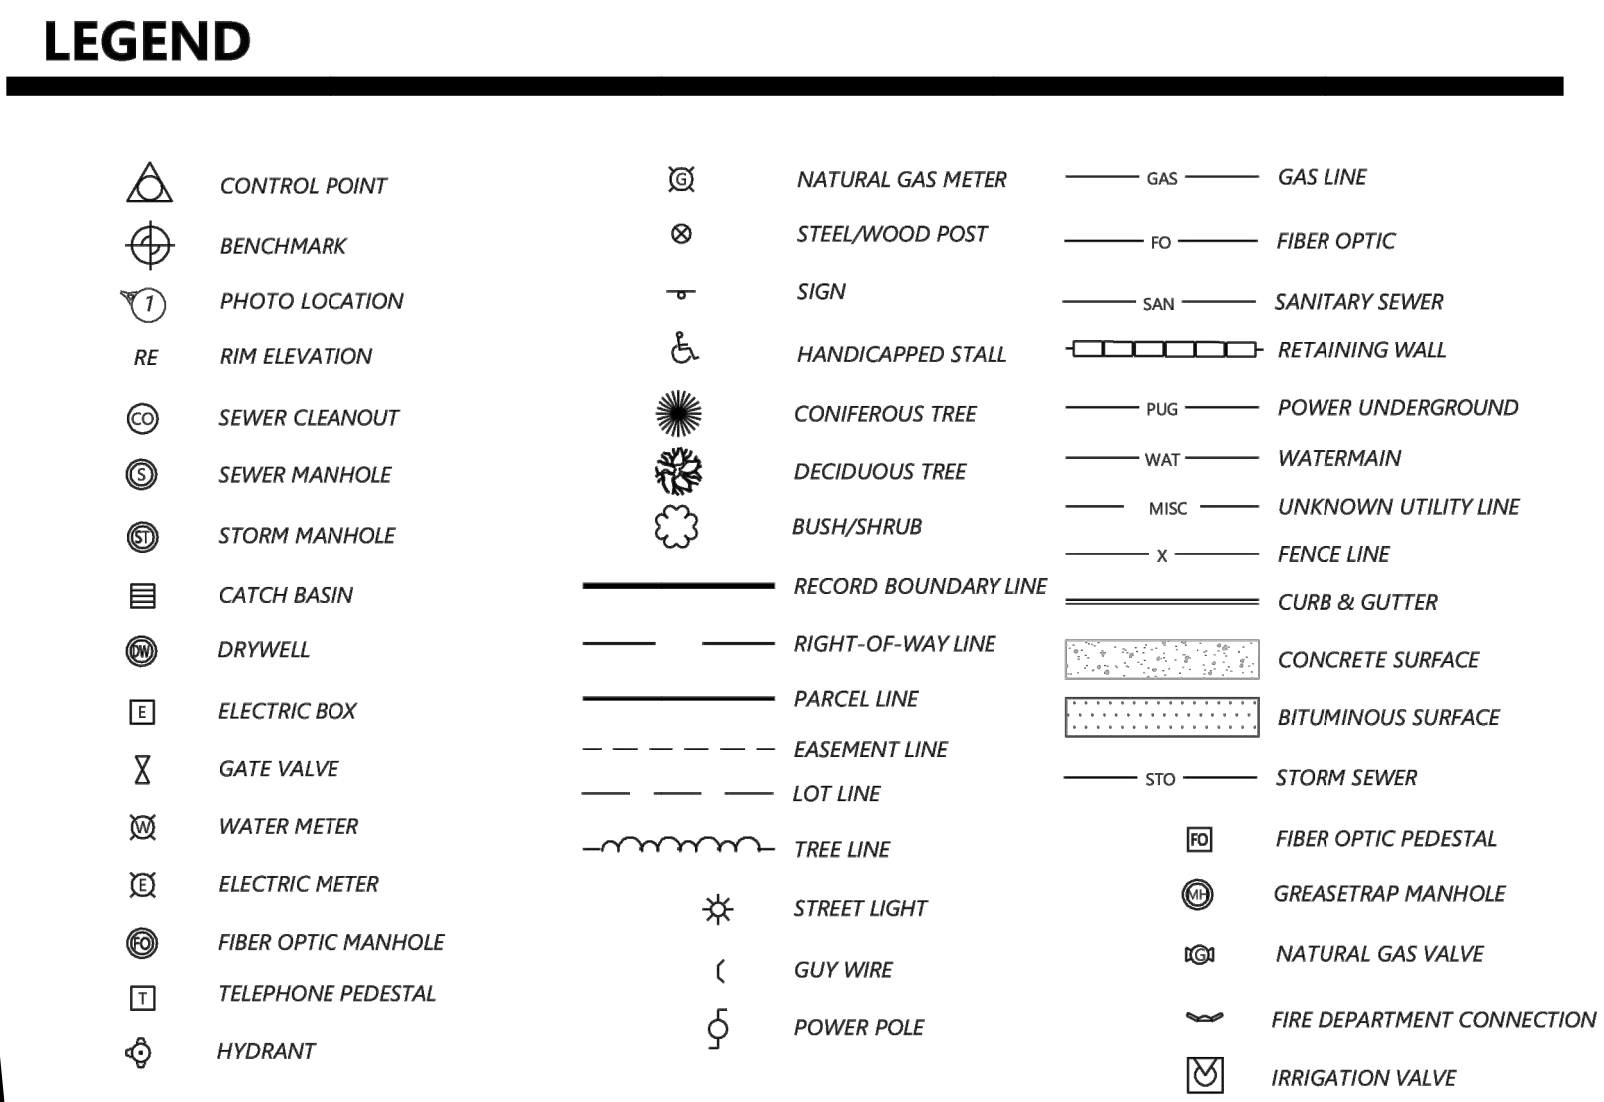 LEGEND
CONTROL POINT
BENCHMARK
1 PHOTO LOCATION
RE RIM ELEVATION
CO SEWER CLEANOUT
S SEWER MANHOLE
ST STORM MANHOLE
CATCH BASIN
DW DRYWELL
E ELECTRIC BOX
GATE VALVE
W WATER METER
E ELECTRIC METER
FO FIBER OPTIC MANHOLE
T TELEPHONE PEDESTAL
HYDRANT
G NATURAL GAS METER
STEEL/WOOD POST
SIGN
HANDICAPPED STALL
CONIFEROUS TREE
DECIDUOUS TREE
BUSH/SHRUB
RECORD BOUNDARY LINE
RIGHT-OF-WAY LINE
PARCEL LINE
EASEMENT LINE
LOT LINE
TREE LINE
STREET LIGHT
GUY WIRE
POWER POLE
GAS GAS LINE
FO FIBER OPTIC
SAN SANITARY SEWER
RETAINING WALL
PUG POWER UNDERGROUND
WAT WATERMAIN
MISC UNKNOWN UTILITY LINE
X FENCE LINE
CURB & GUTTER
CONCRETE SURFACE
BITUMINOUS SURFACE
STO STORM SEWER
FO FIBER OPTIC PEDESTAL
MH GREASETRAP MANHOLE
G NATURAL GAS VALVE
FIRE DEPARTMENT CONNECTION
IRRIGATION VALVE